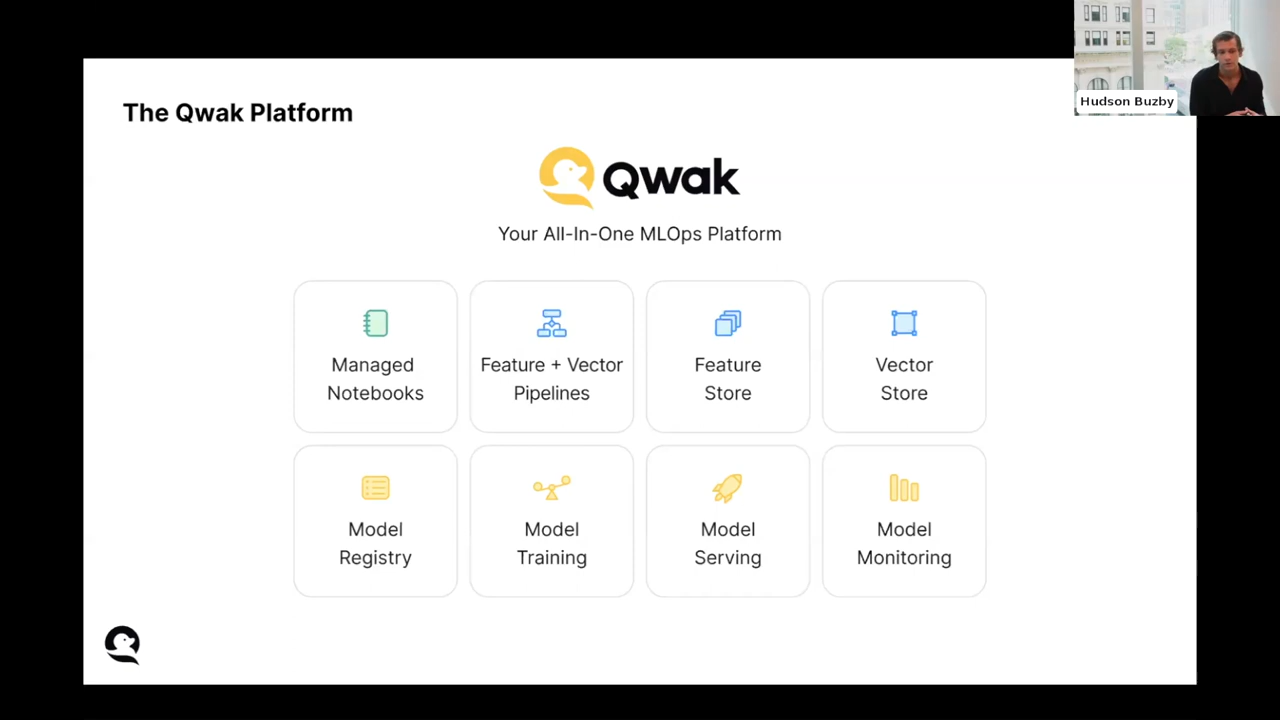 The Qwak Platform
Hudson Buzby
Qwak
Your All-In-One MLOps Platform
Managed
Notebooks
Feature + Vector
Pipelines
Feature
Store
Vector
Store
Model
Registry
Model
Training
Model
Serving
Model
Monitoring